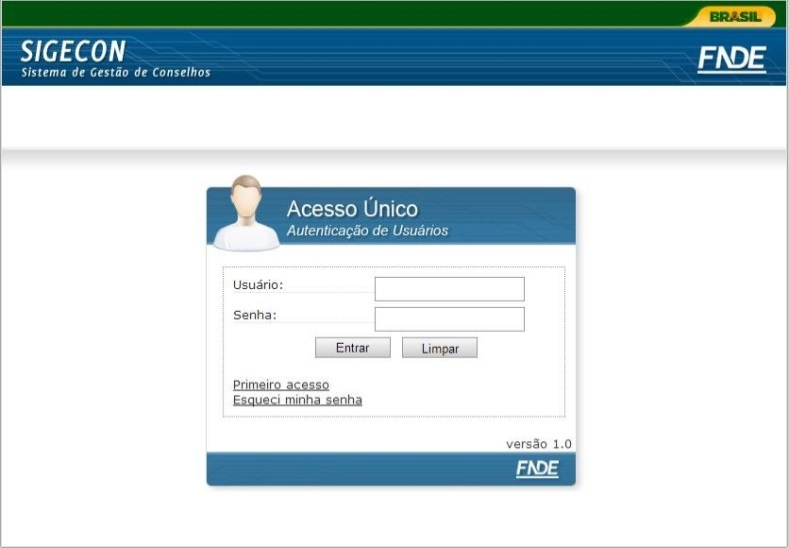 BRASIL
SIGECON
Sistema de Gestão de Conselhos
FNDE
Acesso Único
Autenticação de Usuários
Usuário:
Senha:
Entrar Limpar
Primeiro acesso
Esqueci minha senha
versão 1.0
FNDE